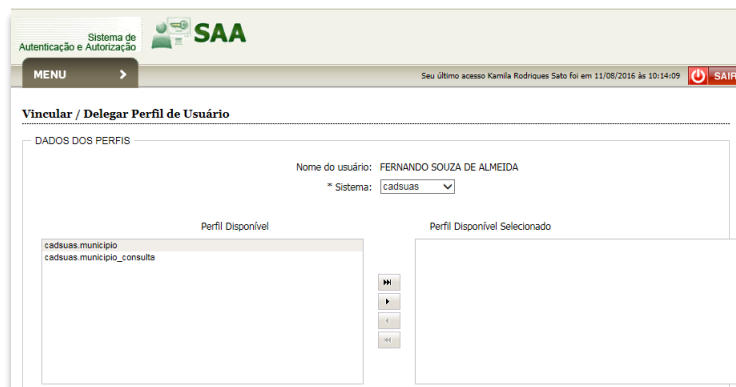 Sistema de
Autenticação e Autorização
SAA
MENU
Seu último acesso Kamila Rodriques Sato foi em 11/08/2016 às 10:14:09
SAIR
Vincular / Delegar Perfil de Usuário
DADOS DOS PERFIS
Nome do usuário: FERNANDO SOUZA DE ALMEIDA
* Sistema: cadsuas
Perfil Disponível
Perfil Disponível Selecionado
cadsuas.municipio
cadsuas.municipio_consulta